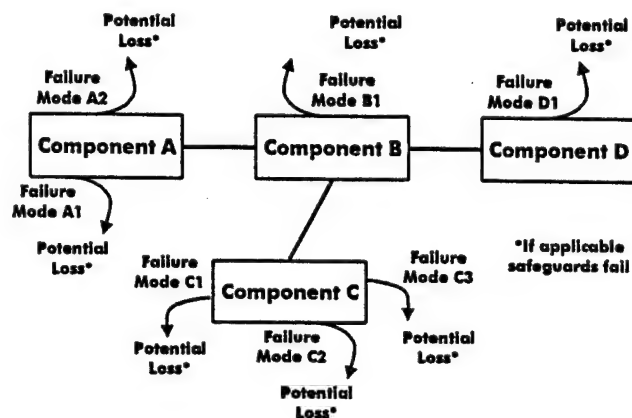 Potential
Loss*
Potential
Loss*
Potential
Loss*
Failure
Mode A2
Failure
Mode B1
Failure
Mode D1
Component A
Component B
Component D
Failure
Mode A1
Potential
Loss*
Failure
Mode C1
Component C
Failure
Mode C3
*If applicable
safeguards fail
Potential
Loss*
Failure
Mode C2
Potential
Loss*
Potential
Loss*